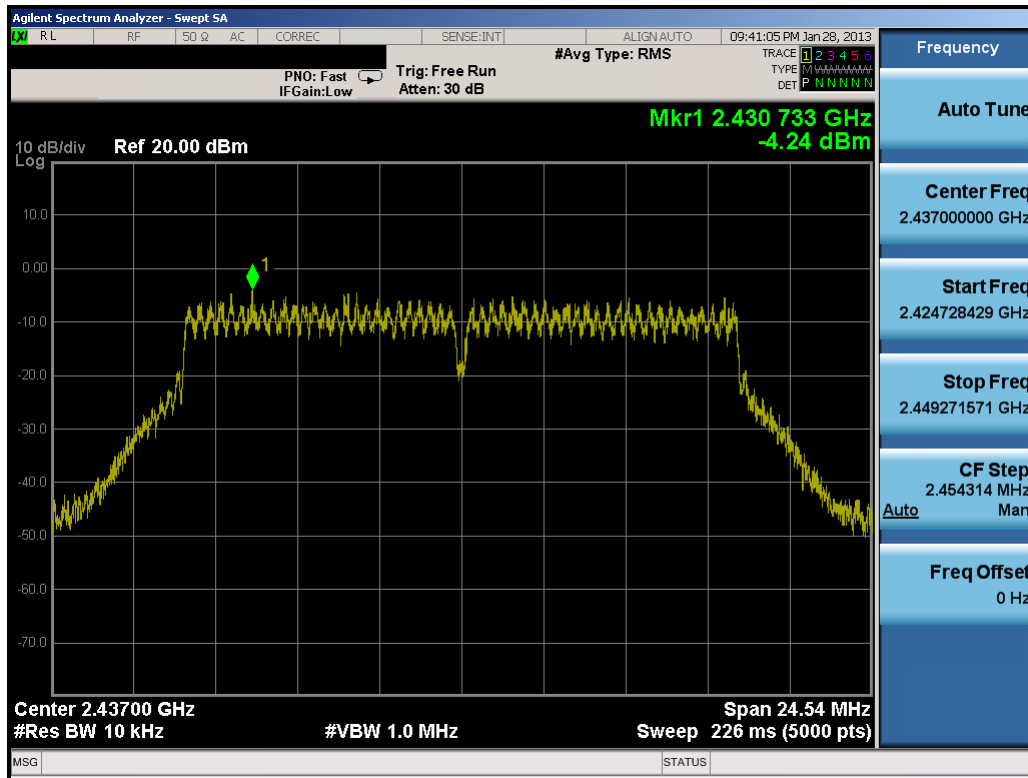 Agilent Spectrum Analyzer - Swept SA
LXI RL RF 50 Ω AC CORREC SENSE:INT ALIGN AUTO 09:41:05 PM Jan 28, 2013
#Avg Type: RMS
TRACE 1 2 3 4 5 6
TYPE M WWWWW
DET P N N N N N
PNO: Fast
IFGain:Low
Trig: Free Run
Atten: 30 dB
Mkr1 2.430 733 GHz
-4.24 dBm
10 dB/div
Log
Ref 20.00 dBm
10.0
0.00
-10.0
-20.0
-30.0
-40.0
-50.0
-60.0
-70.0
1
Center 2.43700 GHz
#Res BW 10 kHz
#VBW 1.0 MHz
Span 24.54 MHz
Sweep 226 ms (5000 pts)
MSG
STATUS
Frequency
Auto Tune
Center Freq
2.437000000 GHz
Start Freq
2.424728429 GHz
Stop Freq
2.449271571 GHz
CF Step
2.454314 MHz
Auto Man
Freq Offset
0 Hz